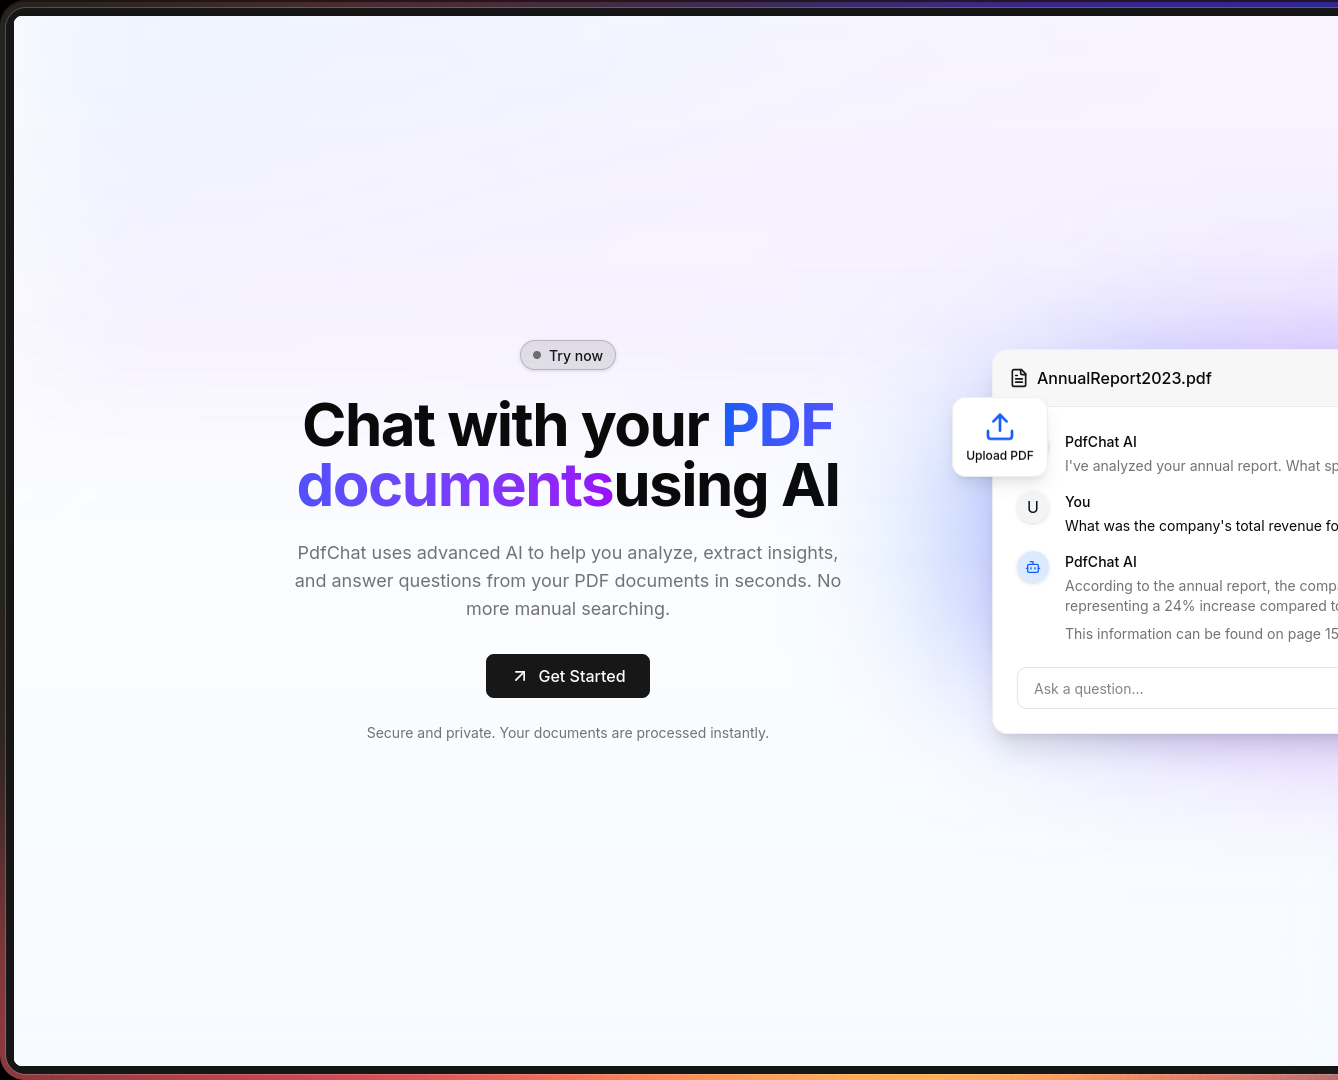 Try now
Chat with your PDF
documentsusing AI
PdfChat uses advanced AI to help you analyze, extract insights,
and answer questions from your PDF documents in seconds. No
more manual searching.
Get Started
Secure and private. Your documents are processed instantly.
AnnualReport2023.pdf
Upload PDF
PdfChat AI
I've analyzed your annual report. What sp
U
You
What was the company's total revenue fo
PdfChat AI
According to the annual report, the comp
representing a 24% increase compared to
This information can be found on page 15
Ask a question...